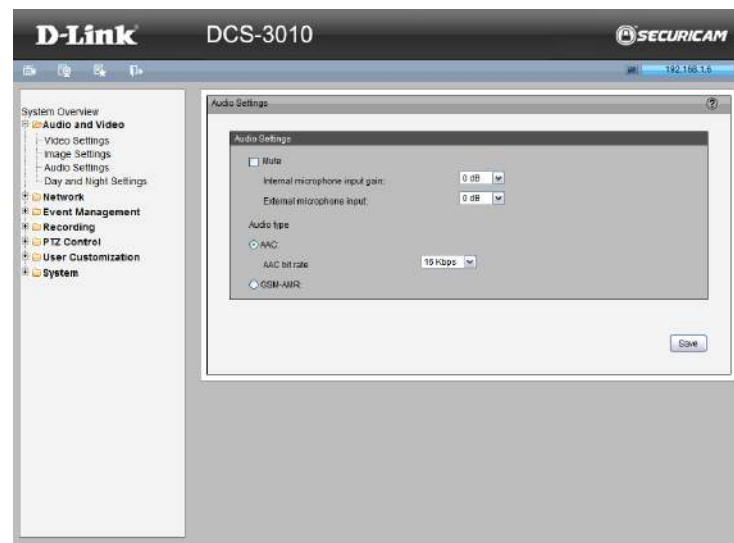 D-Link
DCS-3010
SECURICAM
192.168.1.6
System Overview
Audio and Video
Video Settings
Image Settings
Audio Settings
Day and Night Settings
Network
Event Management
Recording
PTZ Control
User Customization
System
Audio Settings
?
Audio Settings
Mute
Internal microphone input gain:
0 dB
External microphone input:
0 dB
Audio type
AAC:
AAC bit rate
16 Kbps
GSM-AMR:
Save